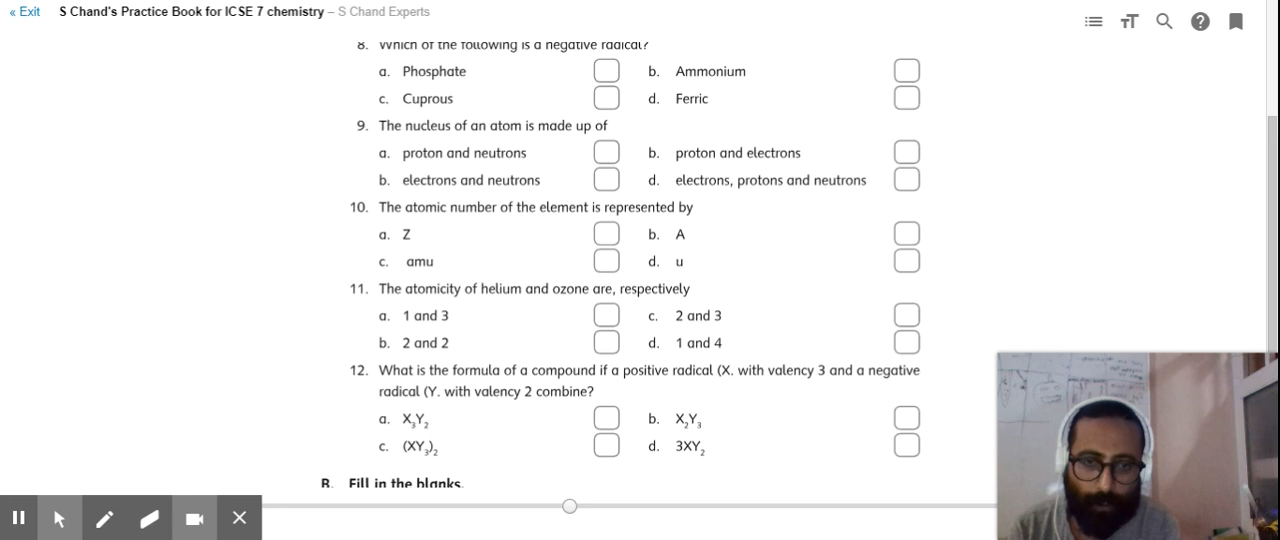 « Exit S Chand's Practice Book for ICSE 7 chemistry – S Chand Experts
8. Which of the following is a negative radical?
a. Phosphate b. Ammonium
c. Cuprous d. Ferric
9. The nucleus of an atom is made up of
a. proton and neutrons b. proton and electrons
b. electrons and neutrons d. electrons, protons and neutrons
10. The atomic number of the element is represented by
a. Z b. A
c. amu d. u
11. The atomicity of helium and ozone are, respectively
a. 1 and 3 c. 2 and 3
b. 2 and 2 d. 1 and 4
12. What is the formula of a compound if a positive radical (X. with valency 3 and a negative
radical (Y. with valency 2 combine?
a. X₃Y₂ b. X₂Y₃
c. (XY₃)₂ d. 3XY₂
B. Fill in the blanks.